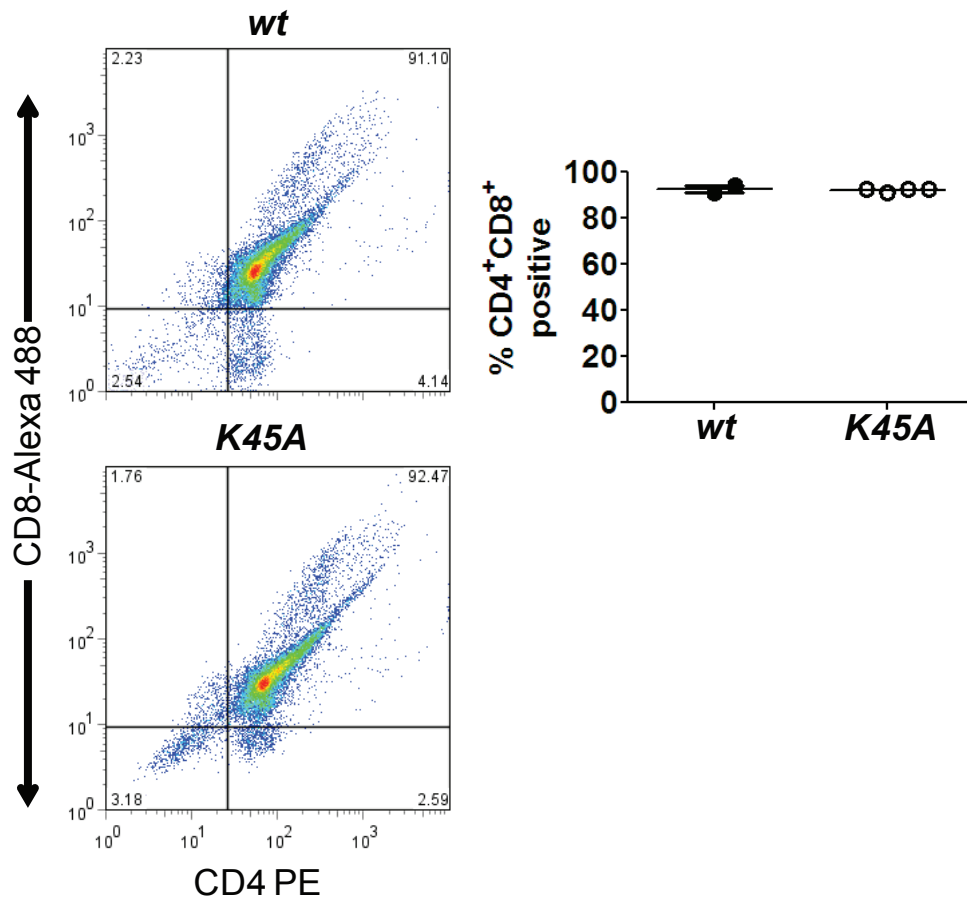 wt
2.23 91.10
10³
10²
10¹
10⁰
2.54 4.14
CD8-Alexa 488
K45A
1.76 92.47
10³
10²
10¹
10⁰
3.18 2.59
10⁰ 10¹ 10² 10³
CD4 PE
% CD4⁺CD8⁺
positive
100
80
60
40
20
0
wt K45A